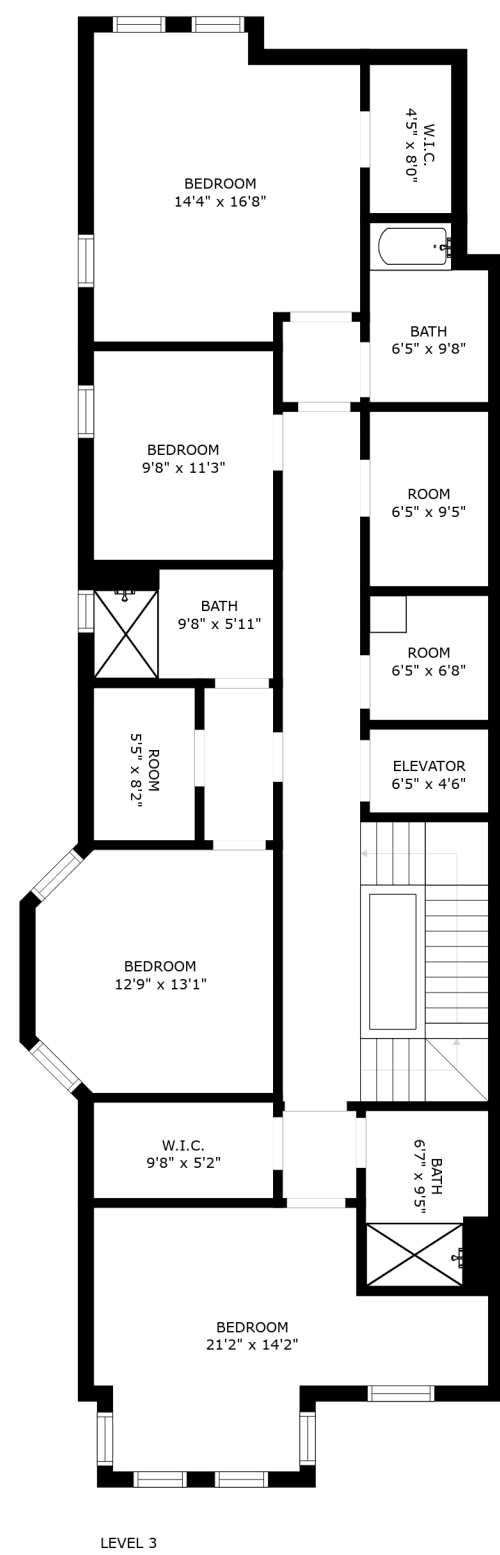 W.I.C.
4'5" x 8'0"
BEDROOM
14'4" x 16'8"
BATH
6'5" x 9'8"
BEDROOM
9'8" x 11'3"
ROOM
6'5" x 9'5"
BATH
9'8" x 5'11"
ROOM
6'5" x 6'8"
ROOM
5'5" x 8'2"
ELEVATOR
6'5" x 4'6"
BEDROOM
12'9" x 13'1"
W.I.C.
9'8" x 5'2"
BATH
6'7" x 9'5"
BEDROOM
21'2" x 14'2"
LEVEL 3